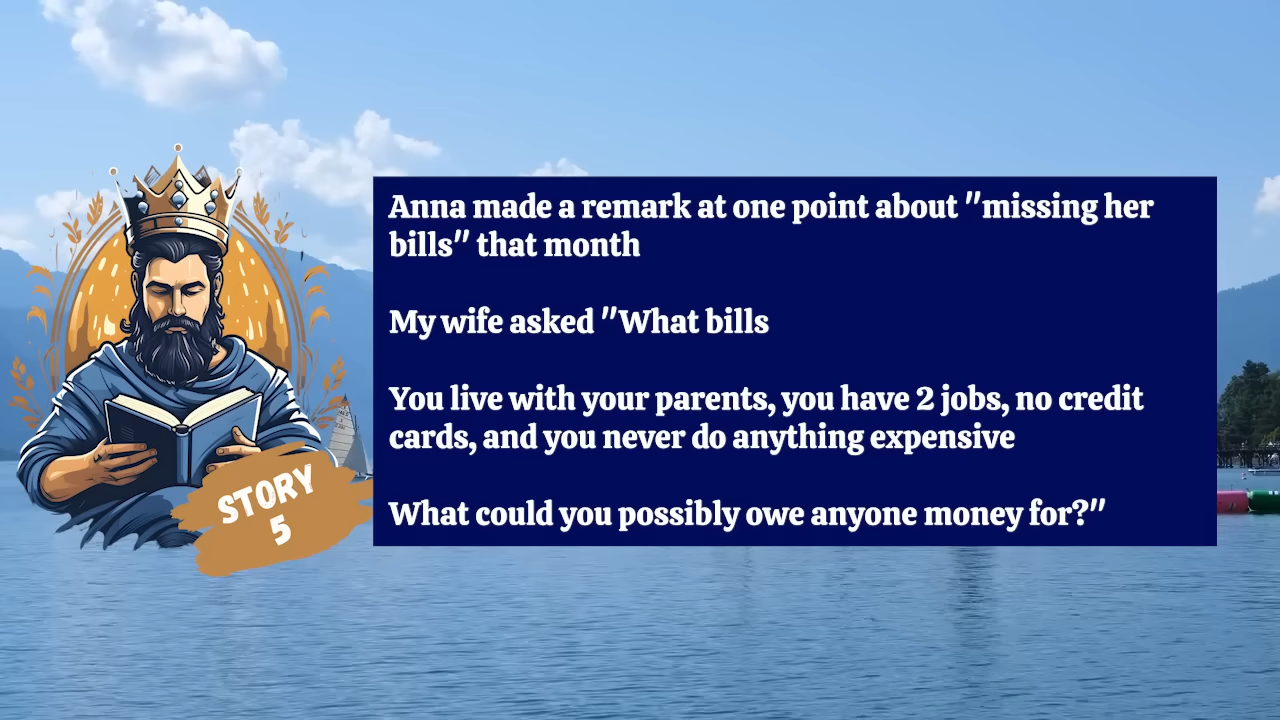 Anna made a remark at one point about "missing her
bills" that month
My wife asked "What bills
You live with your parents, you have 2 jobs, no credit
cards, and you never do anything expensive
What could you possibly owe anyone money for?"
STORY
5